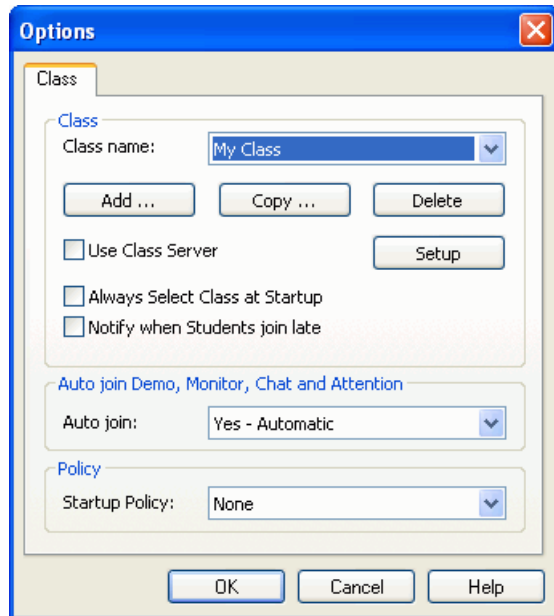 Options
Class
Class
Class name: My Class
Add ... Copy ... Delete
Use Class Server Setup
Always Select Class at Startup
Notify when Students join late
Auto join Demo, Monitor, Chat and Attention
Auto join: Yes - Automatic
Policy
Startup Policy: None
OK Cancel Help